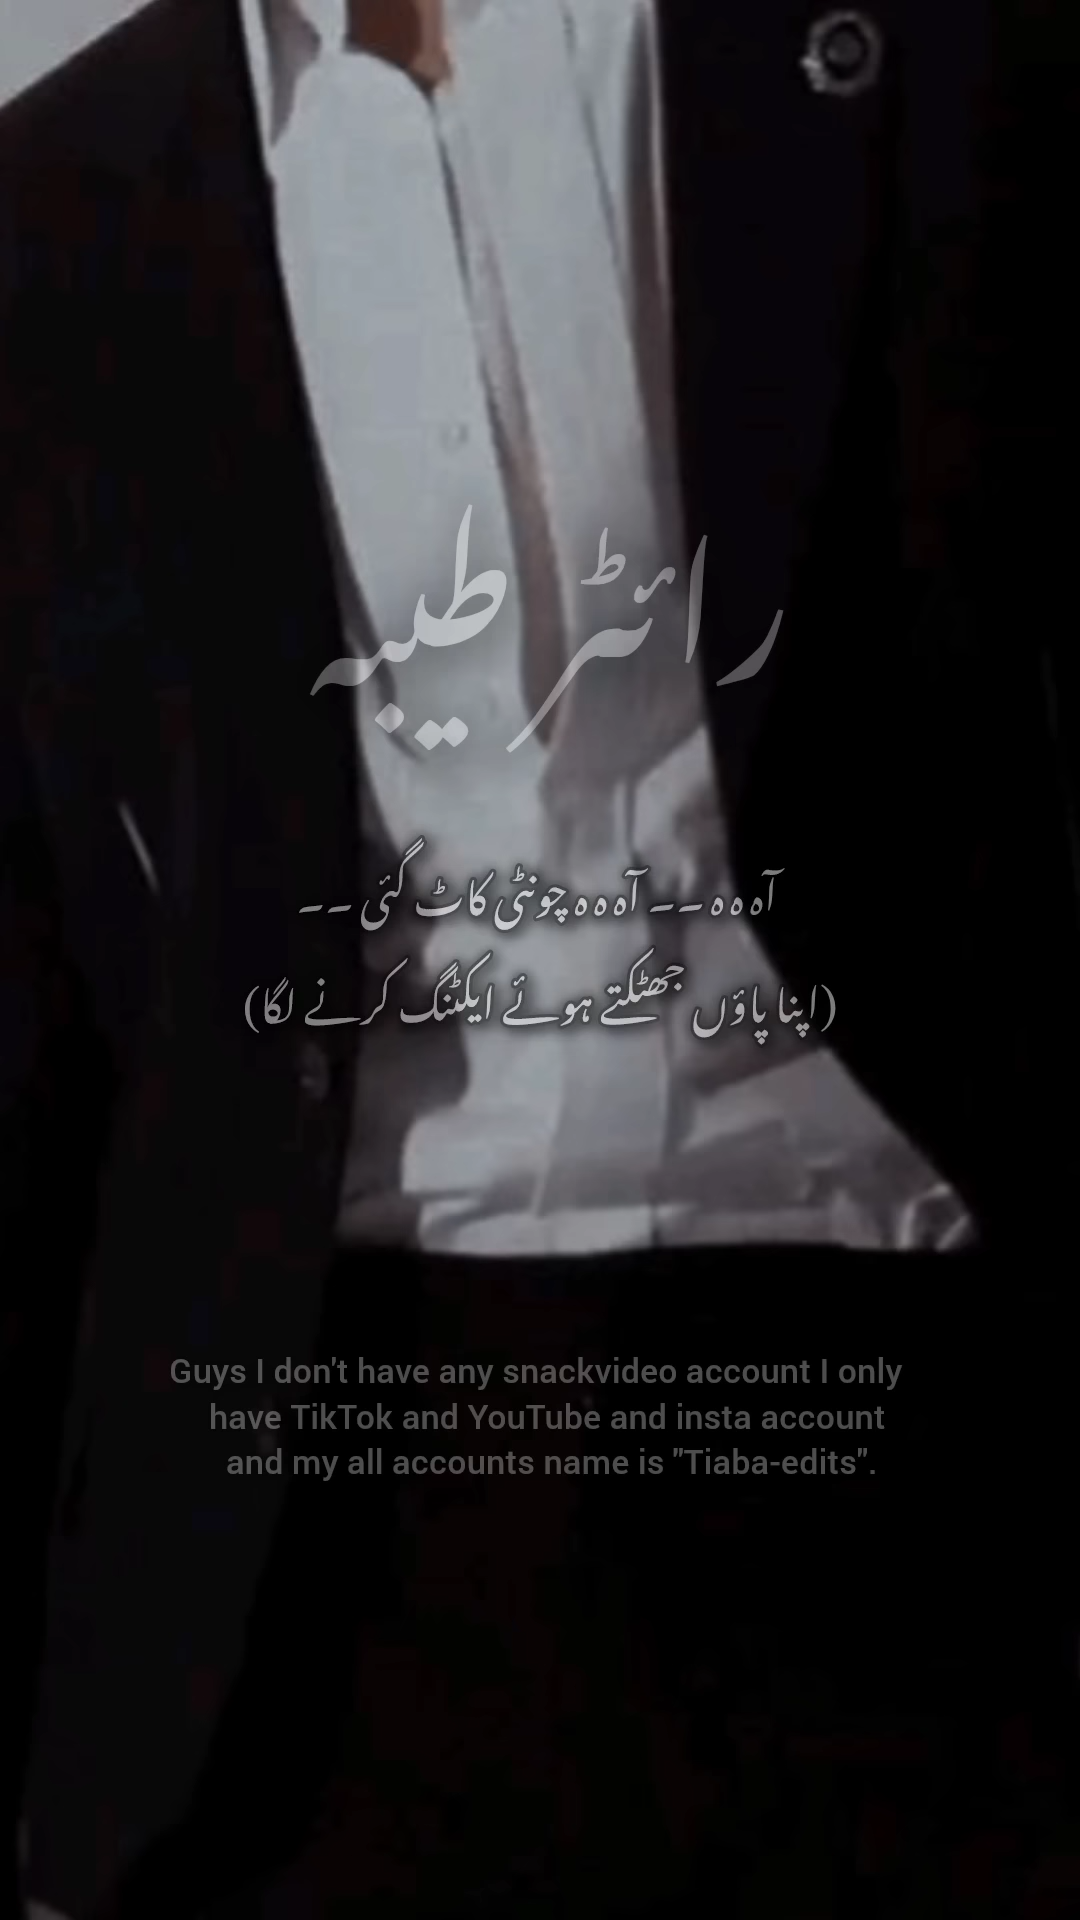 رائٹر طیبہ
آہ ہ ہ ہ -- آہ ہ ہ ہ چونٹی کاٹ گئی --
(اپنا پاؤں جھٹکتے ہوئے ایکٹنگ کرنے لگا)
Guys I don't have any snackvideo account I only
have TikTok and YouTube and insta account
and my all accounts name is "Tiaba-edits".